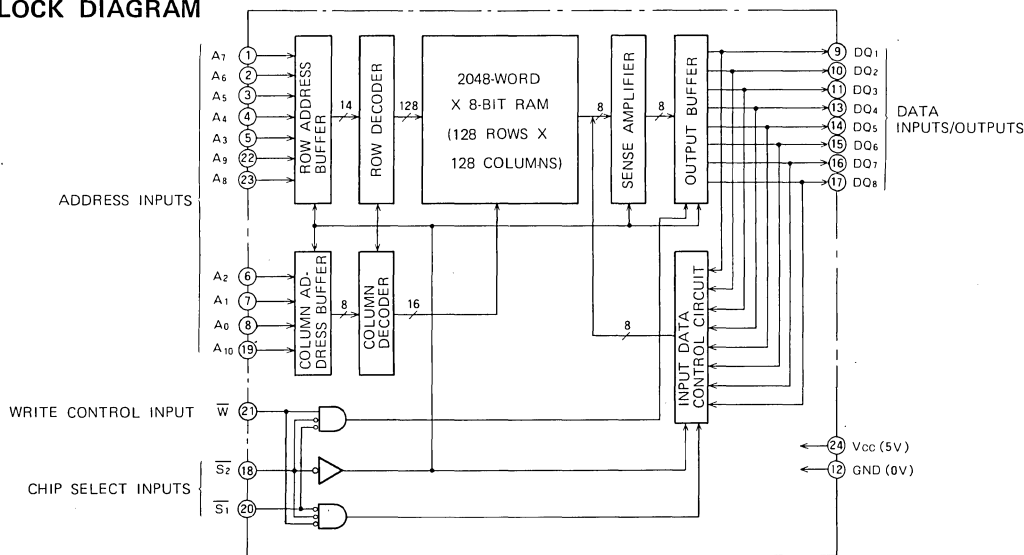 LOCK DIAGRAM
ADDRESS INPUTS
A7 1
A6 2
A5 3
A4 4
A3 5
A9 22
A8 23
A2 6
A1 7
A0 8
A10 19
ROW ADDRESS
BUFFER
14
ROW DECODER
128
2048-WORD
X 8-BIT RAM
(128 ROWS X
128 COLUMNS)
8
SENSE AMPLIFIER
8
OUTPUT BUFFER
9 DQ1
10 DQ2
11 DQ3
13 DQ4
14 DQ5
15 DQ6
16 DQ7
17 DQ8
DATA
INPUTS/OUTPUTS
COLUMN AD-
DRESS BUFFER
8
COLUMN
DECODER
16
8
INPUT DATA
CONTROL CIRCUIT
WRITE CONTROL INPUT W̅ 21
CHIP SELECT INPUTS
S̅2 18
S̅1 20
24 Vcc (5V)
12 GND (0V)